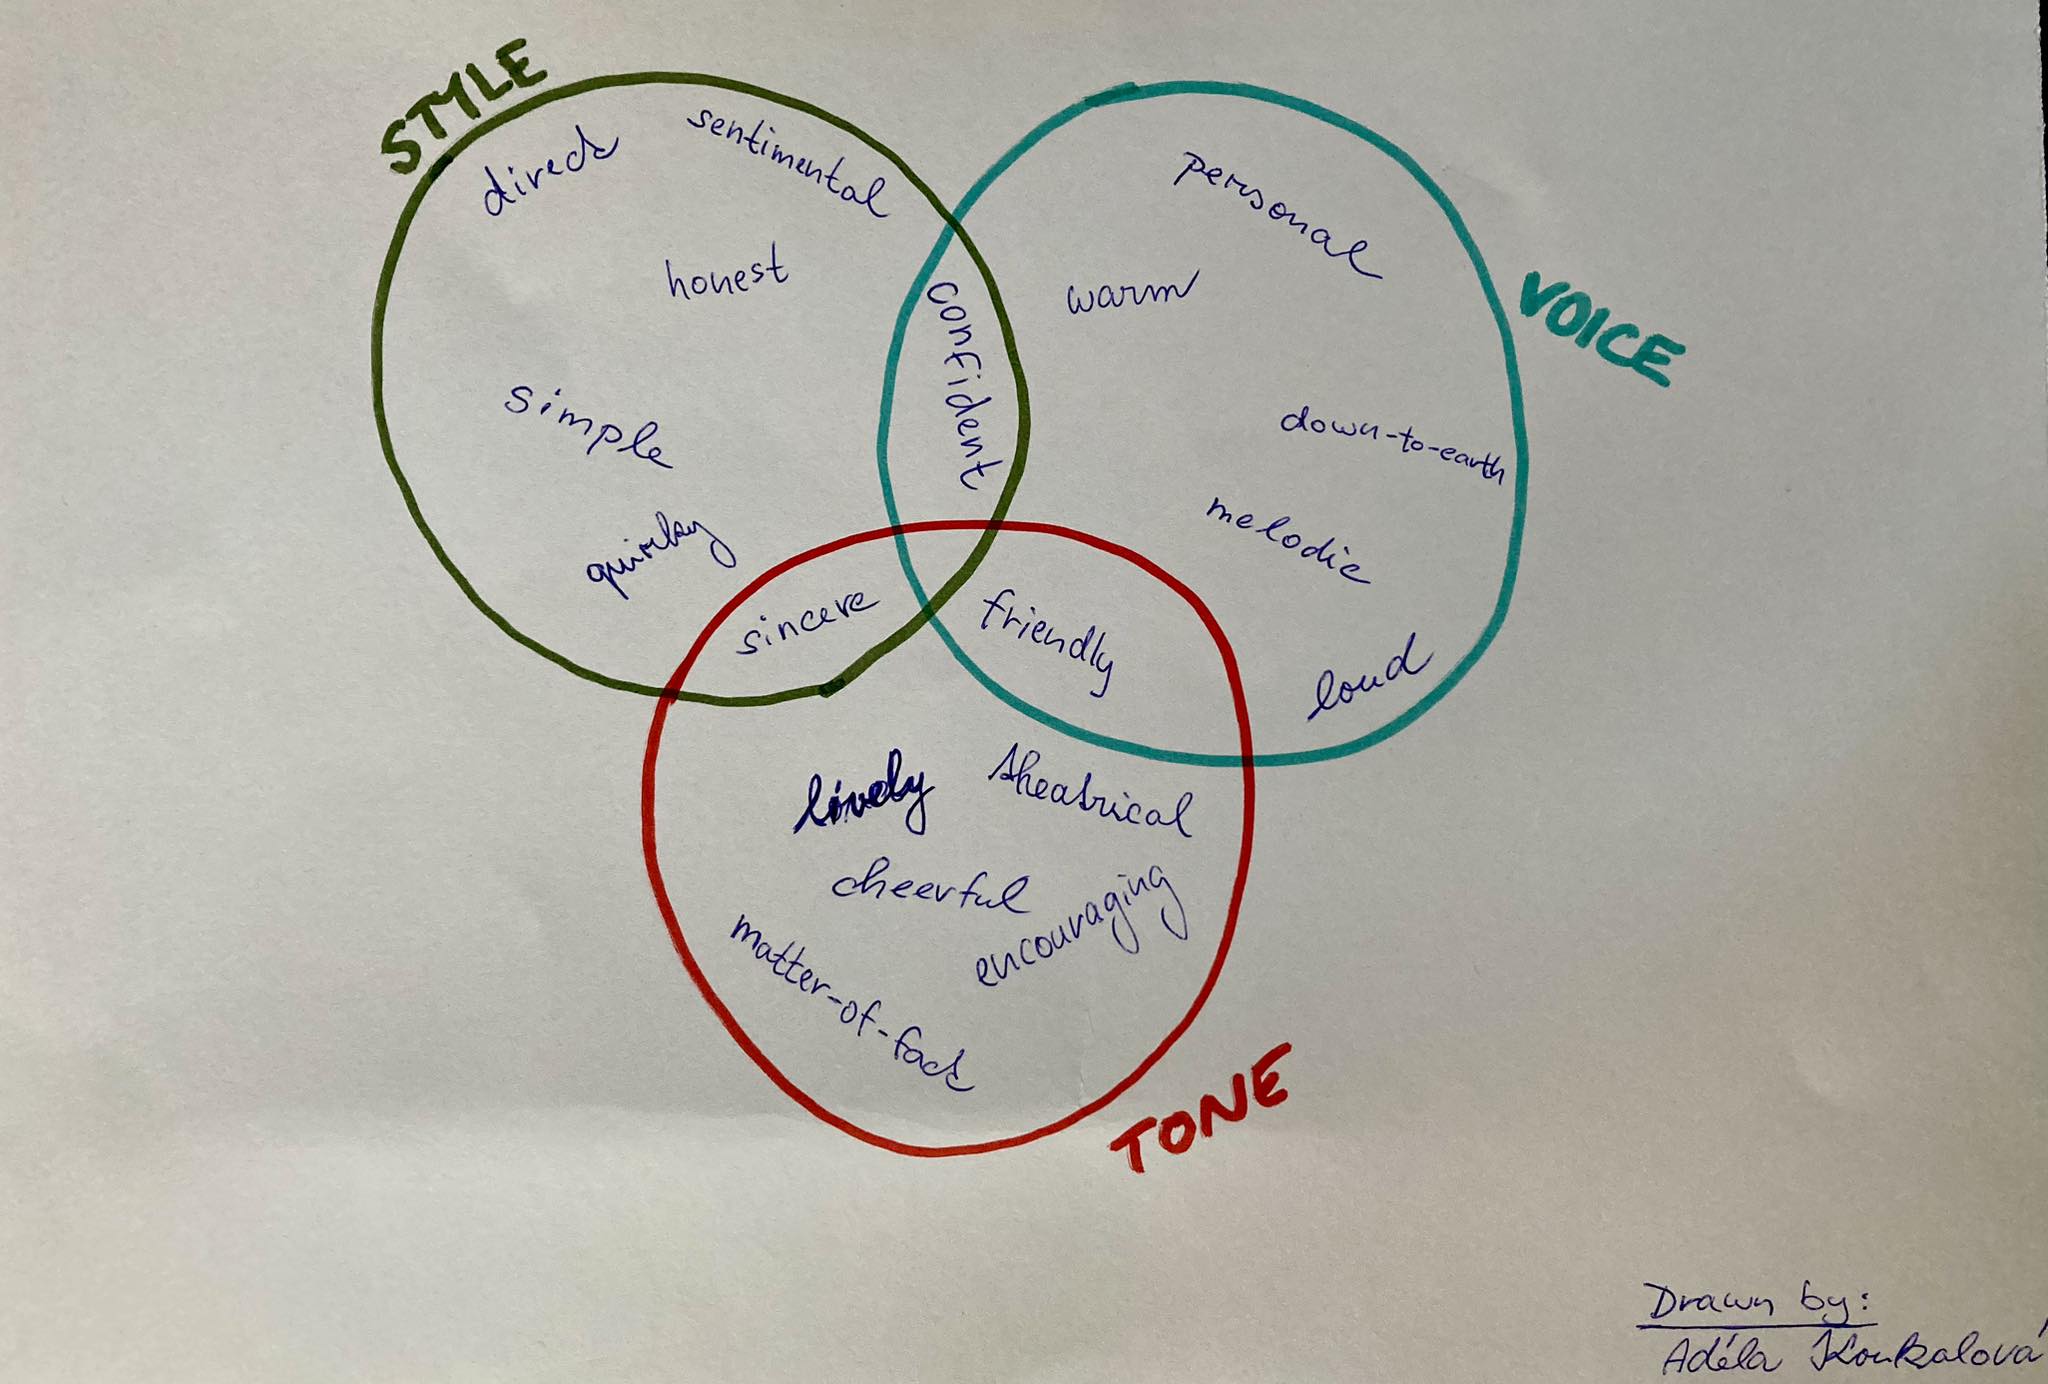 STYLE
direct
sentimental
honest
simple
quirky
confident
personal
warm
VOICE
down-to-earth
melodic
loud
sincere
friendly
lively
theatrical
cheerful
encouraging
matter-of-fact
TONE
Drawn by:
Adéla Koukalová